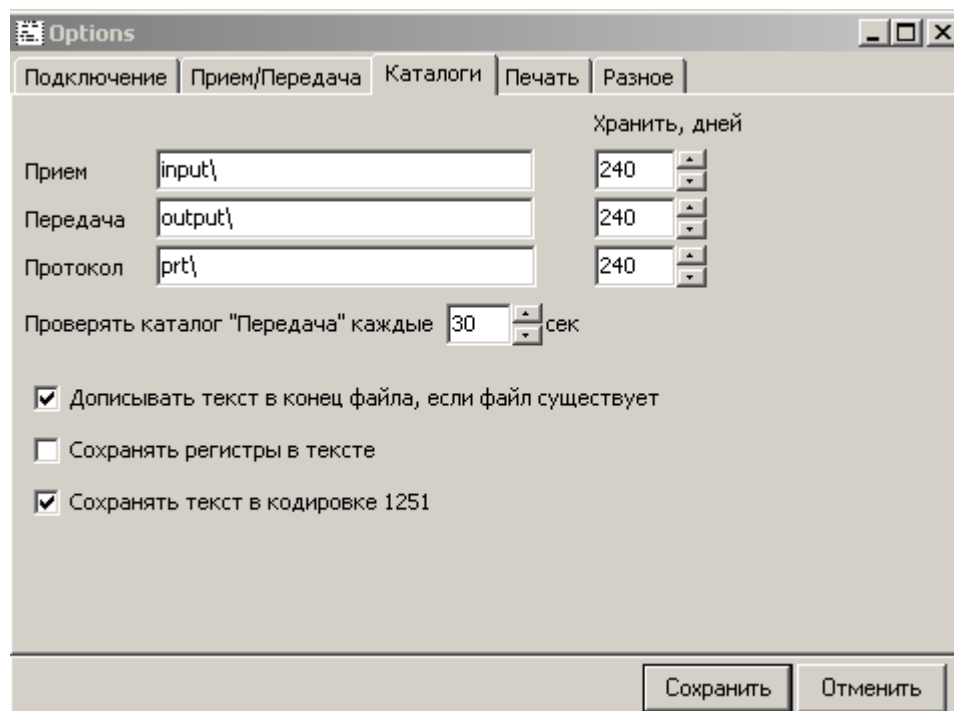 Options
Подключение Прием/Передача Каталоги Печать Разное
Хранить, дней
Прием input\ 240
Передача output\ 240
Протокол prt\ 240
Проверять каталог "Передача" каждые 30 сек
Дописывать текст в конец файла, если файл существует
Сохранять регистры в тексте
Сохранять текст в кодировке 1251
Сохранить Отменить